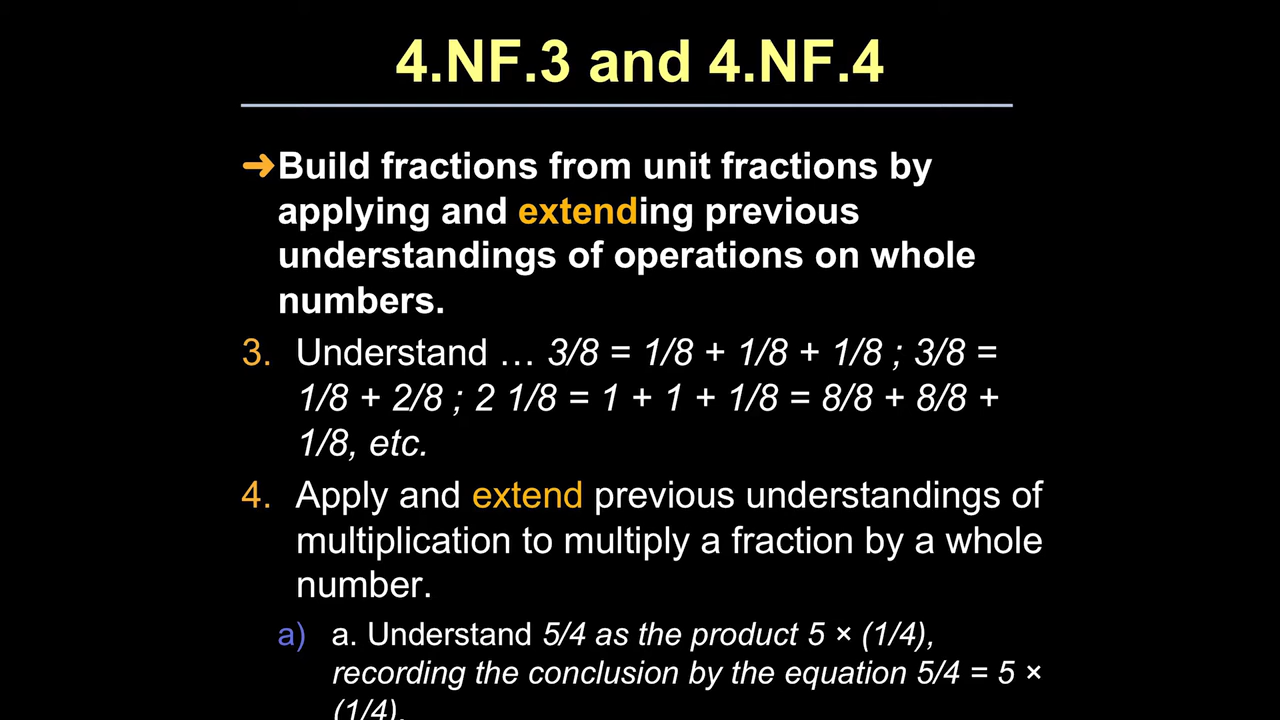 4.NF.3 and 4.NF.4
➜Build fractions from unit fractions by
applying and extending previous
understandings of operations on whole
numbers.
3. Understand … 3/8 = 1/8 + 1/8 + 1/8 ; 3/8 =
1/8 + 2/8 ; 2 1/8 = 1 + 1 + 1/8 = 8/8 + 8/8 +
1/8, etc.
4. Apply and extend previous understandings of
multiplication to multiply a fraction by a whole
number.
a) a. Understand 5/4 as the product 5 × (1/4),
recording the conclusion by the equation 5/4 = 5 ×
(1/4).